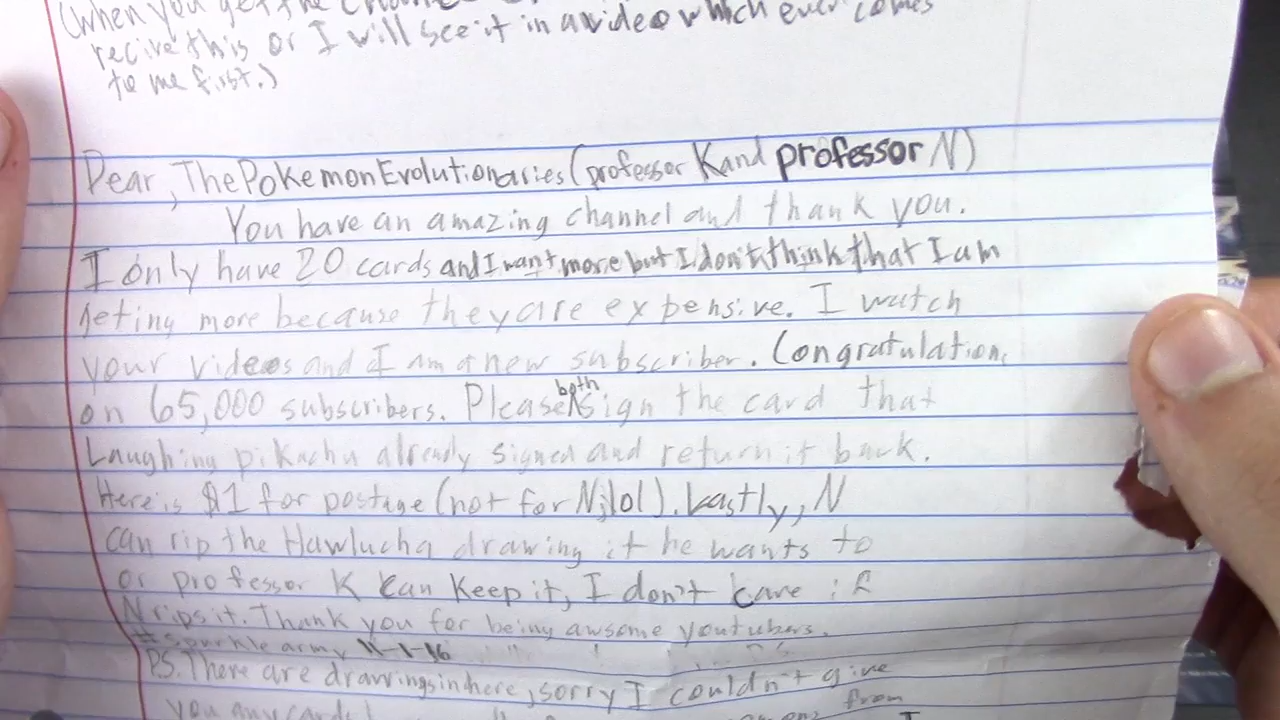 (When you get the
recive this or I will see it in a video which ever comes
to me first.)
Dear, The PokemonEvolutionaries (professor K and professor N)
You have an amazing channel and thank you.
I only have 20 cards and I want more but I don't think that I am
geting more because they are expensive. I watch
your videos and I am a new subscriber. Congratulation
on 65,000 subscribers. Please both sign the card that
Laughing pikachu already signed and return it back.
Here is $1 for postage (not for N, lol). Lastly, N
can rip the Hawlucha drawing if he wants to
or professor K can keep it, I don't care if
N rips it. Thank you for being awsome youtubers.
#sparkle army 11-1-16
P.S. There are drawings in here, sorry I couldn't give
you any cards
from
I